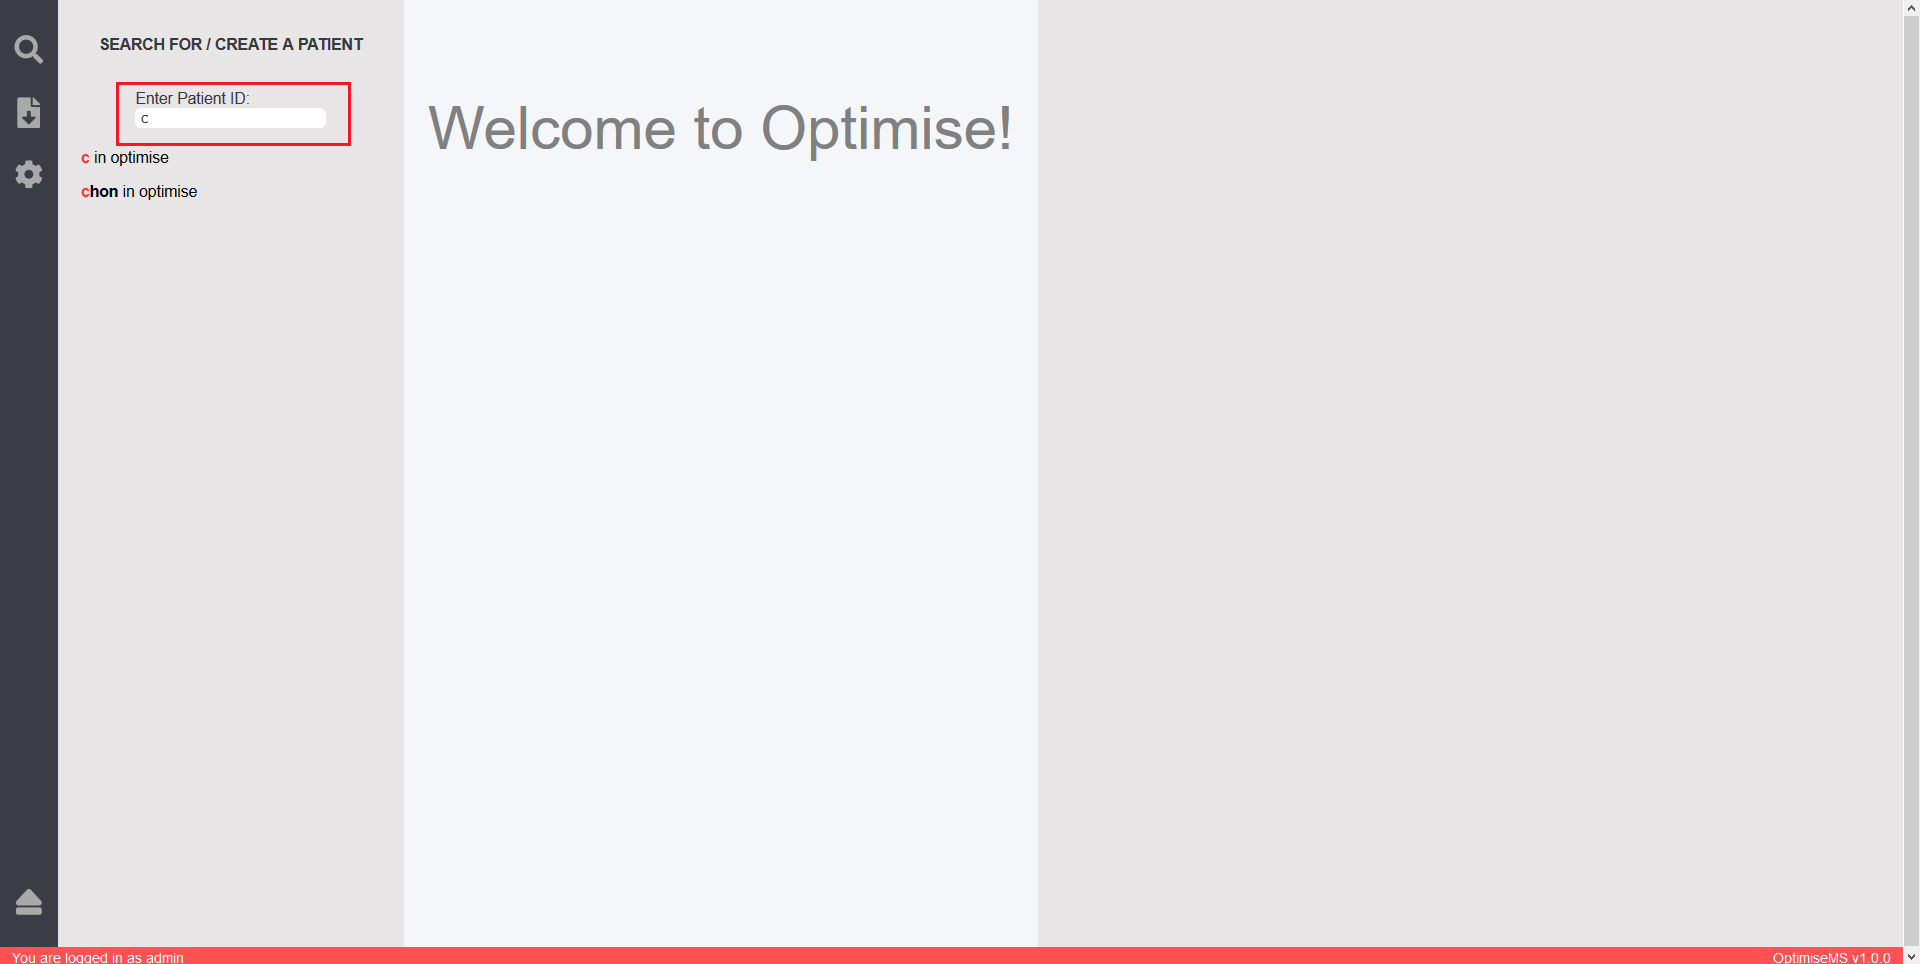 SEARCH FOR / CREATE A PATIENT
Enter Patient ID:
c
c in optimise
chon in optimise
Welcome to Optimise!
You are logged in as admin
OptimiseMS v1.0.0